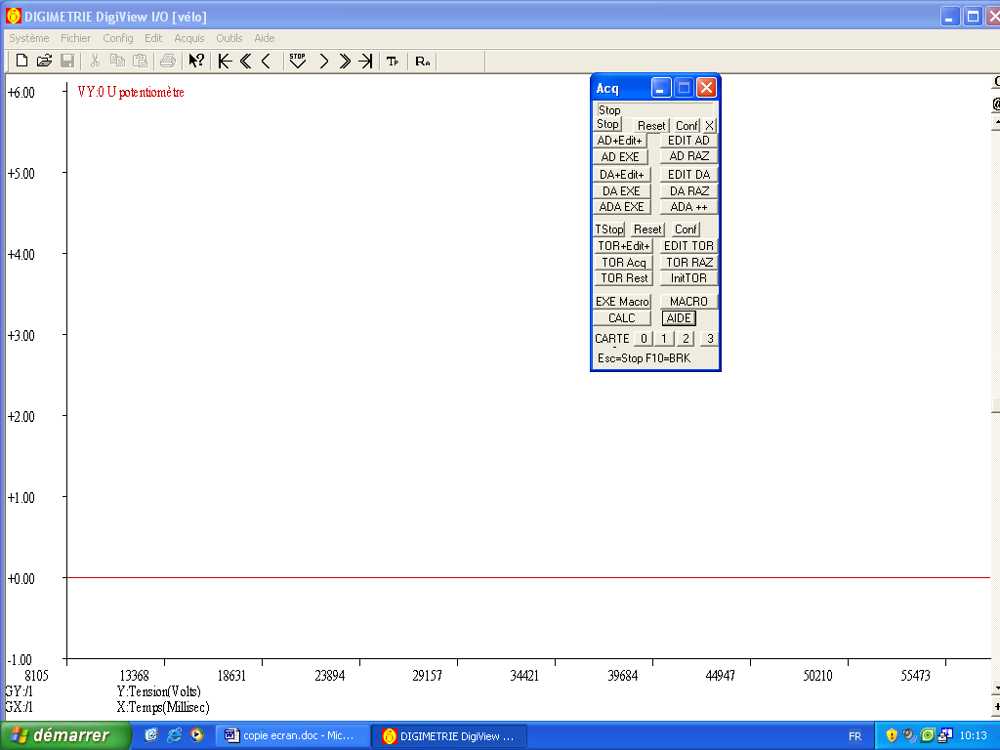 DIGIMETRIE DigiView I/O [vélo]
Système Fichier Config Edit Acquis Outils Aide
STOP TP RA
+6.00 V Y:0 U potentiomètre
+5.00
+4.00
+3.00
+2.00
+1.00
+0.00
-1.00
Acq
Stop
Stop Reset Conf X
AD+Edit+ EDIT AD
AD EXE AD RAZ
DA+Edit+ EDIT DA
DA EXE DA RAZ
ADA EXE ADA ++
TStop Reset Conf
TOR+Edit+ EDIT TOR
TOR Acq TOR RAZ
TOR Rest InitTOR
EXE Macro MACRO
CALC AIDE
CARTE 0 1 2 3
Esc=Stop F10=BRK
8105 13368 18631 23894 29157 34421 39684 44947 50210 55473
GY:/1 Y:Tension(Volts)
GX:/1 X:Temps(Millisec)
démarrer copie ecran.doc - Mic... DIGIMETRIE DigiView ... FR 10:13